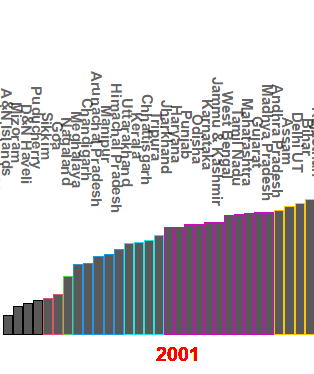 A&N Islands
Mizoram
D&N Haveli
Puducherry
Sikkim
Goa
Nagaland
Meghalaya
Chandigarh
Arunachal Pradesh
Manipur
Himachal Pradesh
Uttarakhand
Kerala
Chhattisgarh
Tripura
Jharkhand
Haryana
Punjab
Odisha
Karnataka
Jammu & Kashmir
West Bengal
Tamil Nadu
Maharashtra
Gujarat
Madhya Pradesh
Andhra Pradesh
Assam
Delhi UT
Bihar
2001